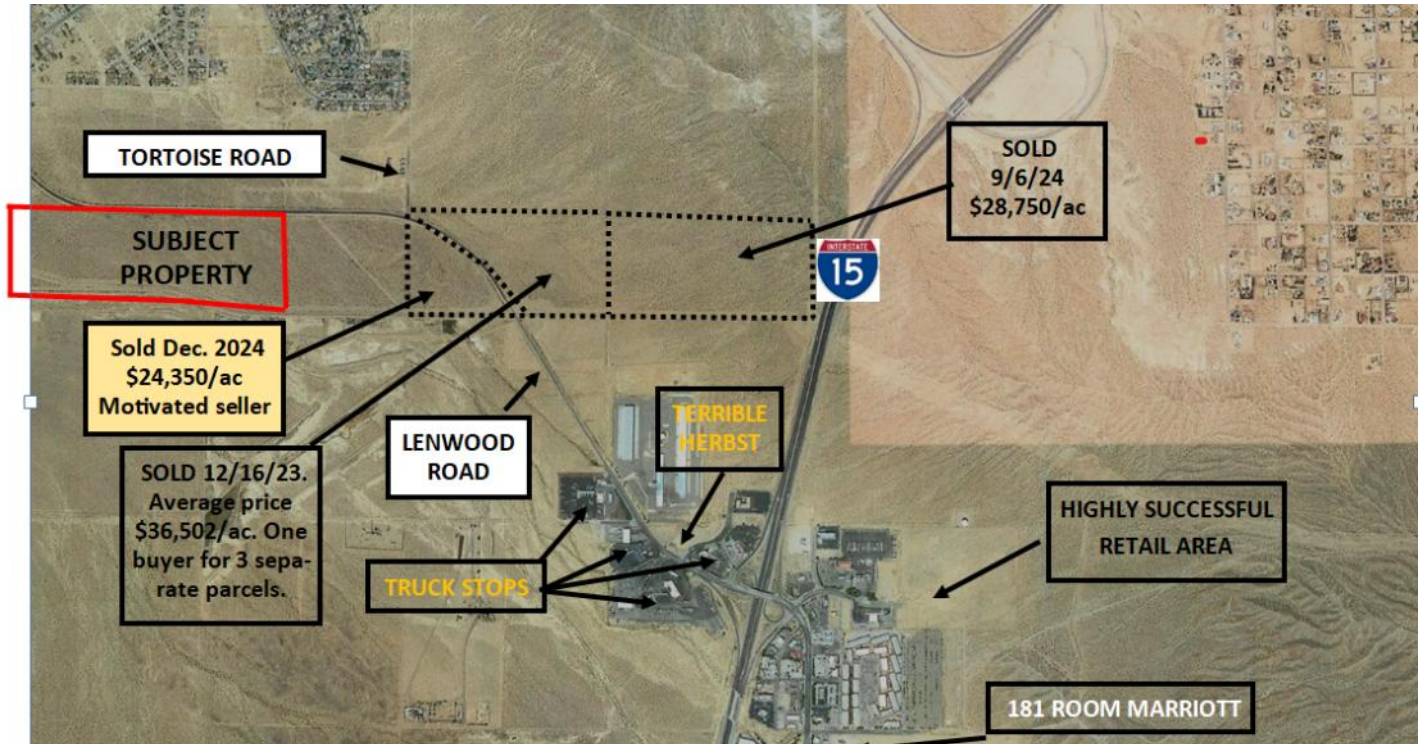 TORTOISE ROAD
SOLD
9/6/24
$28,750/ac
SUBJECT
PROPERTY
INTERSTATE
15
Sold Dec. 2024
$24,350/ac
Motivated seller
LENWOOD
ROAD
TERRIBLE
HERBST
SOLD 12/16/23.
Average price
$36,502/ac. One
buyer for 3 sepa-
rate parcels.
HIGHLY SUCCESSFUL
RETAIL AREA
TRUCK STOPS
181 ROOM MARRIOTT